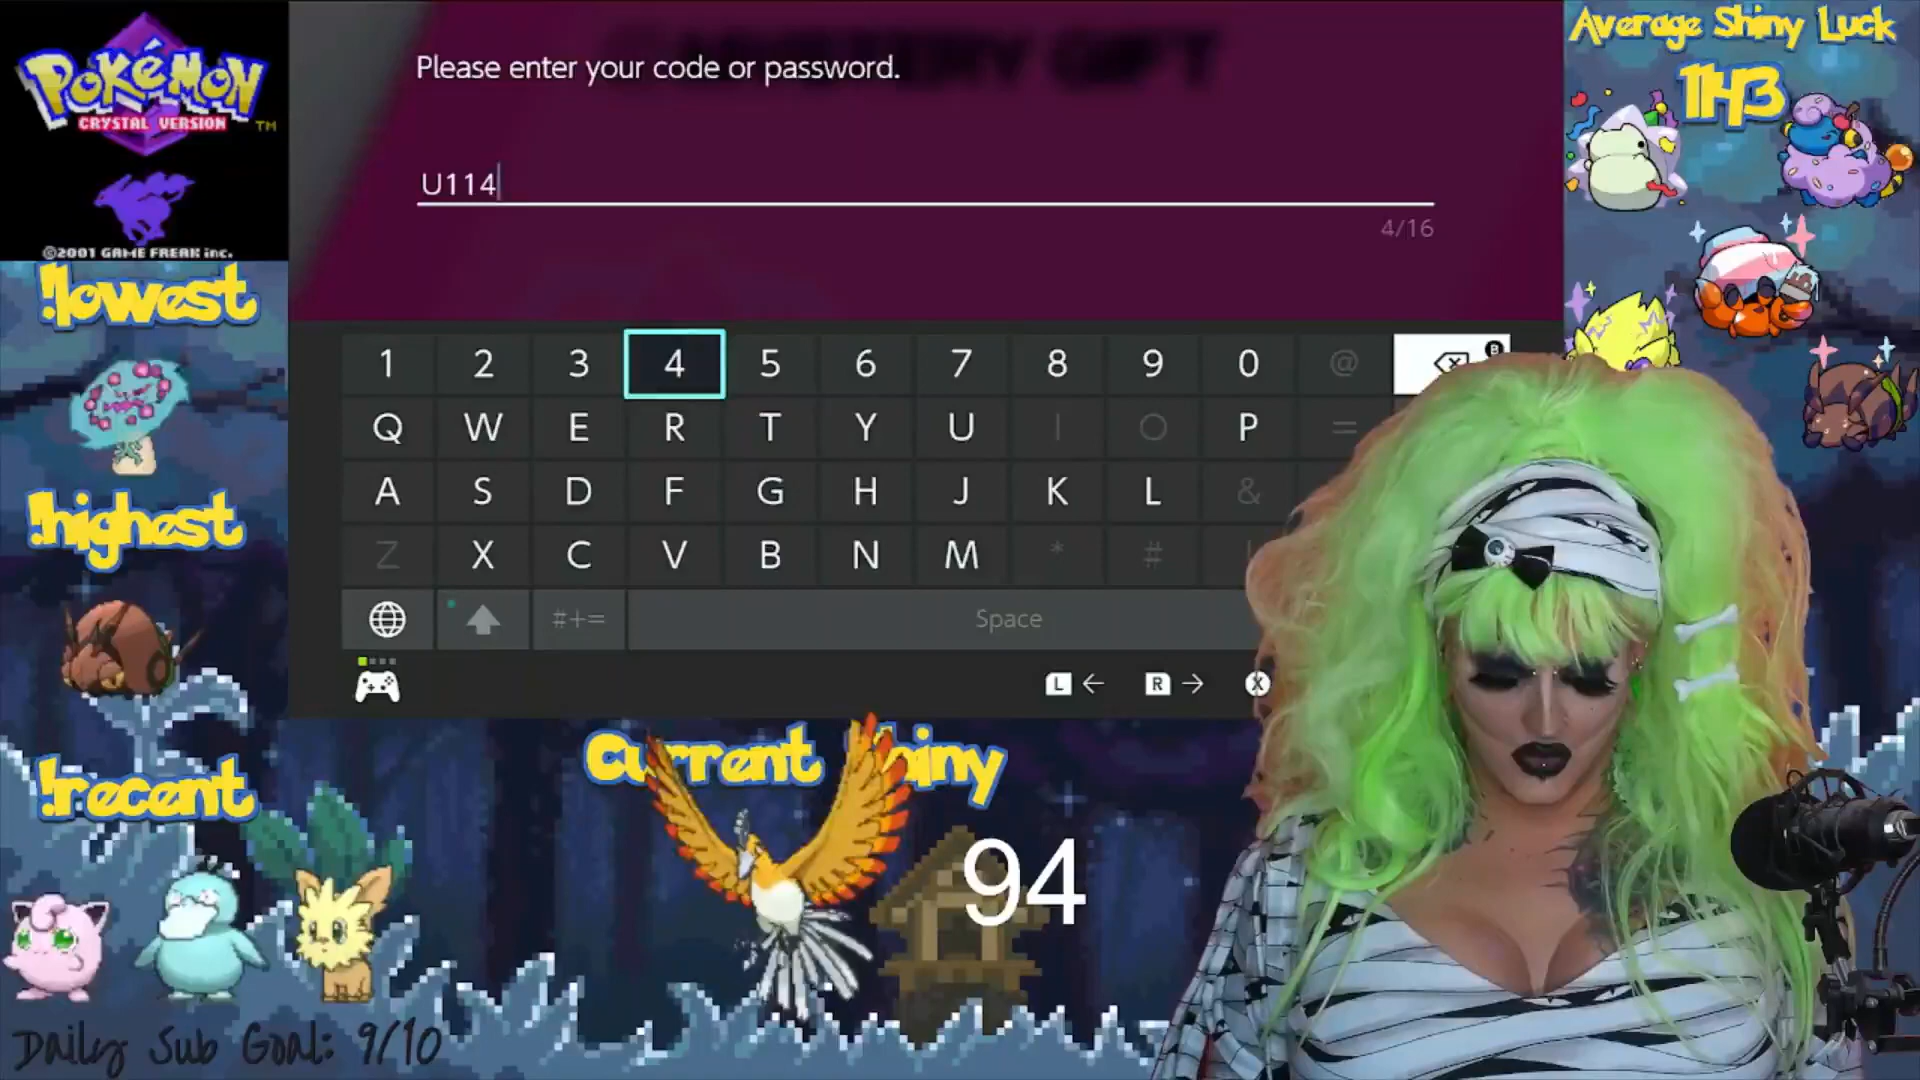 POKéMON
CRYSTAL VERSION
TM
©2001 GAME FREAK inc.
Please enter your code or password.
U114
4/16
Average Shiny Luck
1143
!lowest
!highest
!recent
1 2 3 4 5 6 7 8 9 0 @
B
Q W E R T Y U I O P =
A S D F G H J K L &
Z X C V B N M * #
#+= Space
L ← R → X
94
Daily Sub Goal: 9/10